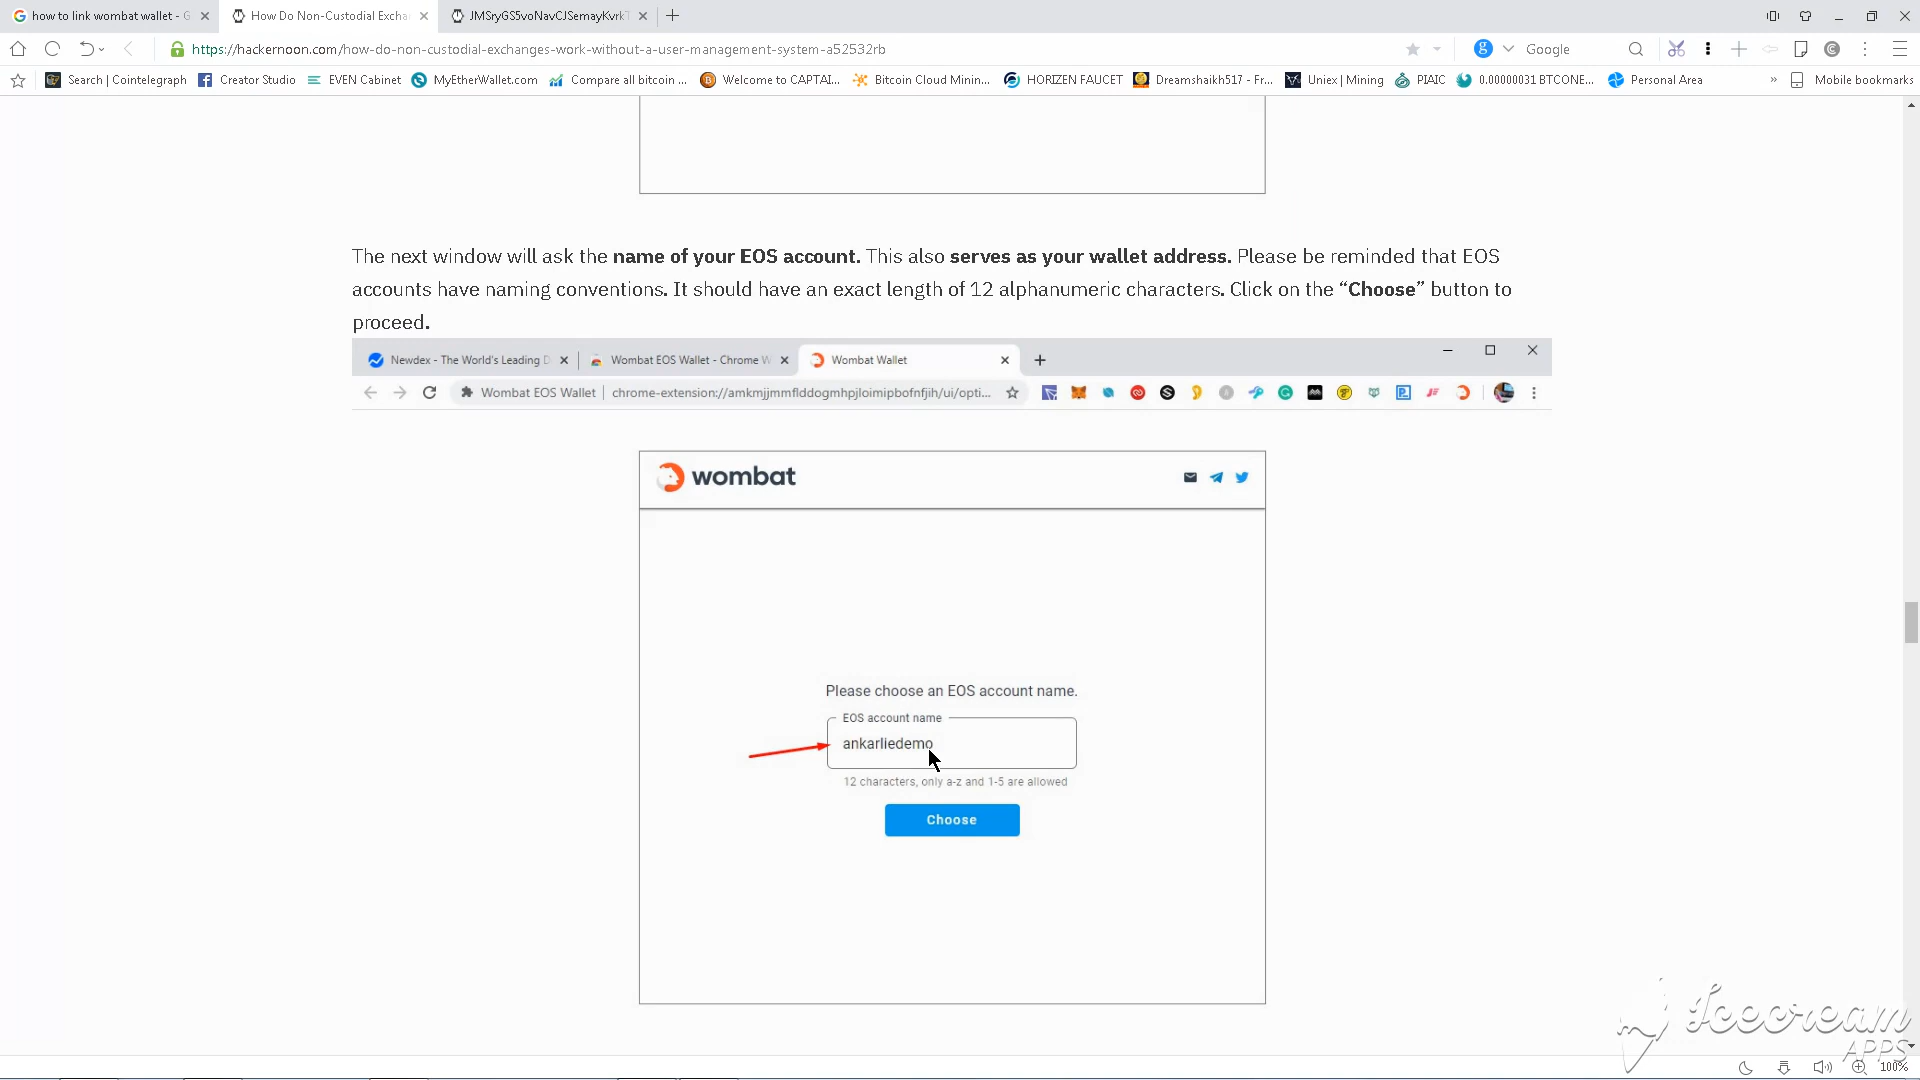 how to link wombat wallet - G
How Do Non-Custodial Excha
JMSryGS5voNavCJSemayKvrkT
https://hackernoon.com/how-do-non-custodial-exchanges-work-without-a-user-management-system-a52532rb
Google
Search | Cointelegraph
Creator Studio
EVEN Cabinet
MyEtherWallet.com
Compare all bitcoin ...
Welcome to CAPTAI...
Bitcoin Cloud Minin...
HORIZEN FAUCET
Dreamshaikh517 - Fr...
Uniex | Mining
PIAIC
0.00000031 BTCONE...
Personal Area
Mobile bookmarks
The next window will ask the name of your EOS account. This also serves as your wallet address. Please be reminded that EOS
accounts have naming conventions. It should have an exact length of 12 alphanumeric characters. Click on the “Choose” button to
proceed.
Newdex - The World's Leading D
Wombat EOS Wallet - Chrome W
Wombat Wallet
Wombat EOS Wallet | chrome-extension://amkmjjmmflddogmhpjloimipbofnfjih/ui/opti...
wombat
Please choose an EOS account name.
EOS account name
ankarliedemo
12 characters, only a-z and 1-5 are allowed
Choose
Icecream
APPS
100%